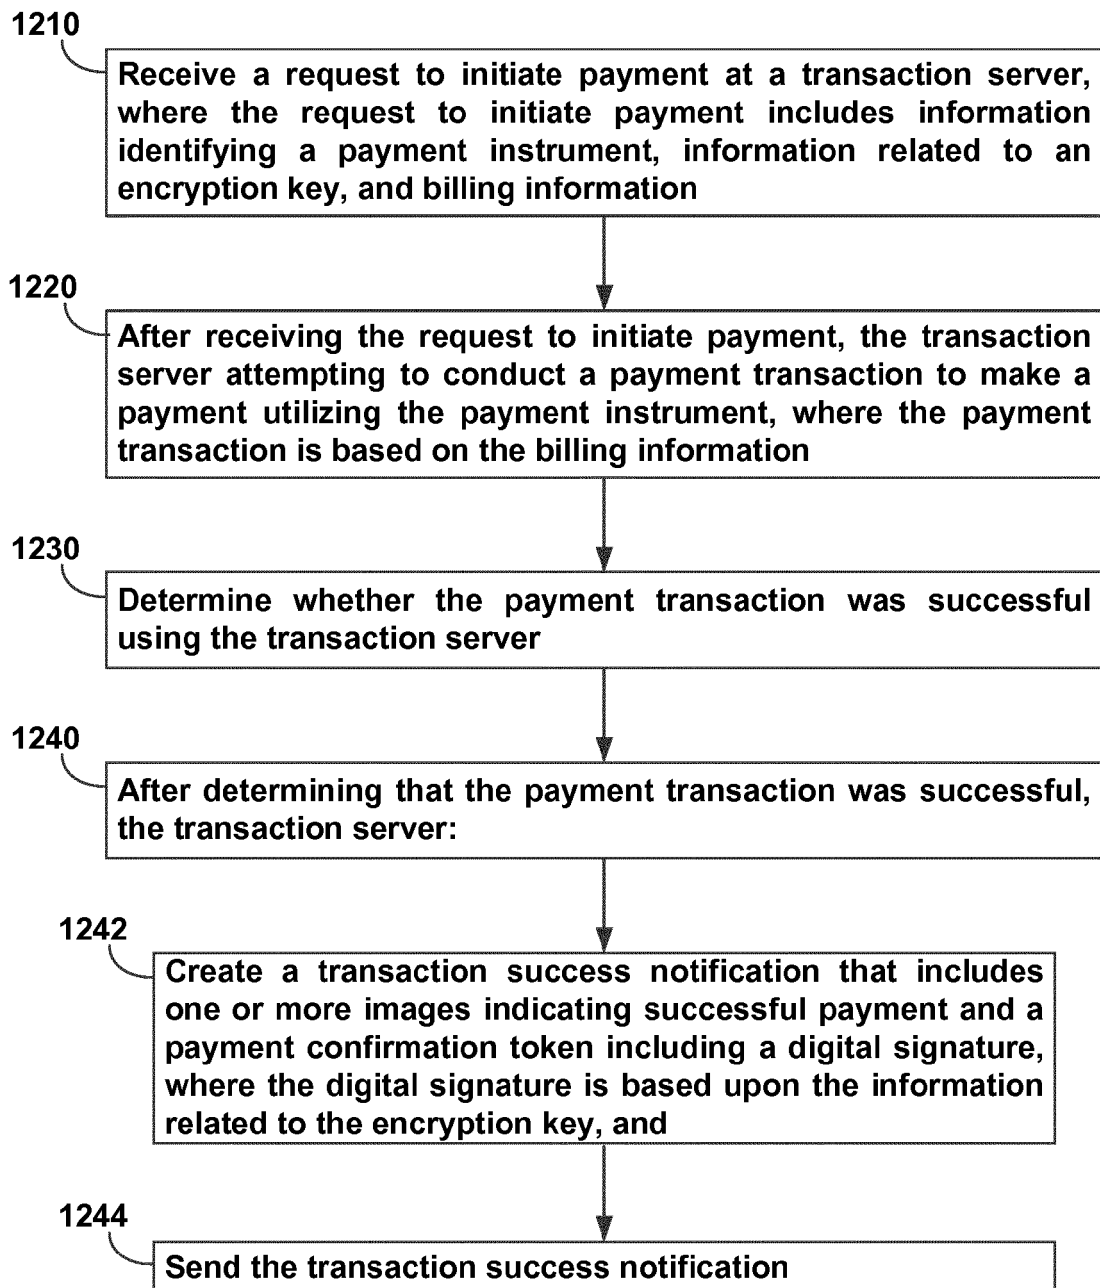 1210
Receive a request to initiate payment at a transaction server,
where the request to initiate payment includes information
identifying a payment instrument, information related to an
encryption key, and billing information
1220
After receiving the request to initiate payment, the transaction
server attempting to conduct a payment transaction to make a
payment utilizing the payment instrument, where the payment
transaction is based on the billing information
1230
Determine whether the payment transaction was successful
using the transaction server
1240
After determining that the payment transaction was successful,
the transaction server:
1242
Create a transaction success notification that includes
one or more images indicating successful payment and a
payment confirmation token including a digital signature,
where the digital signature is based upon the information
related to the encryption key, and
1244
Send the transaction success notification